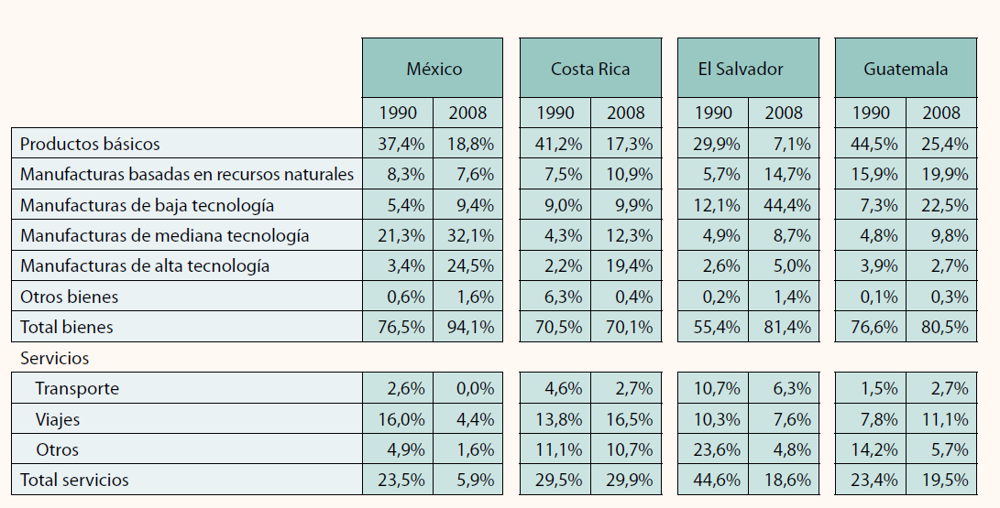 México Costa Rica El Salvador Guatemala
1990 2008 1990 2008 1990 2008 1990 2008
Productos básicos 37,4% 18,8% 41,2% 17,3% 29,9% 7,1% 44,5% 25,4%
Manufacturas basadas en recursos naturales 8,3% 7,6% 7,5% 10,9% 5,7% 14,7% 15,9% 19,9%
Manufacturas de baja tecnología 5,4% 9,4% 9,0% 9,9% 12,1% 44,4% 7,3% 22,5%
Manufacturas de mediana tecnología 21,3% 32,1% 4,3% 12,3% 4,9% 8,7% 4,8% 9,8%
Manufacturas de alta tecnología 3,4% 24,5% 2,2% 19,4% 2,6% 5,0% 3,9% 2,7%
Otros bienes 0,6% 1,6% 6,3% 0,4% 0,2% 1,4% 0,1% 0,3%
Total bienes 76,5% 94,1% 70,5% 70,1% 55,4% 81,4% 76,6% 80,5%
Servicios
Transporte 2,6% 0,0% 4,6% 2,7% 10,7% 6,3% 1,5% 2,7%
Viajes 16,0% 4,4% 13,8% 16,5% 10,3% 7,6% 7,8% 11,1%
Otros 4,9% 1,6% 11,1% 10,7% 23,6% 4,8% 14,2% 5,7%
Total servicios 23,5% 5,9% 29,5% 29,9% 44,6% 18,6% 23,4% 19,5%